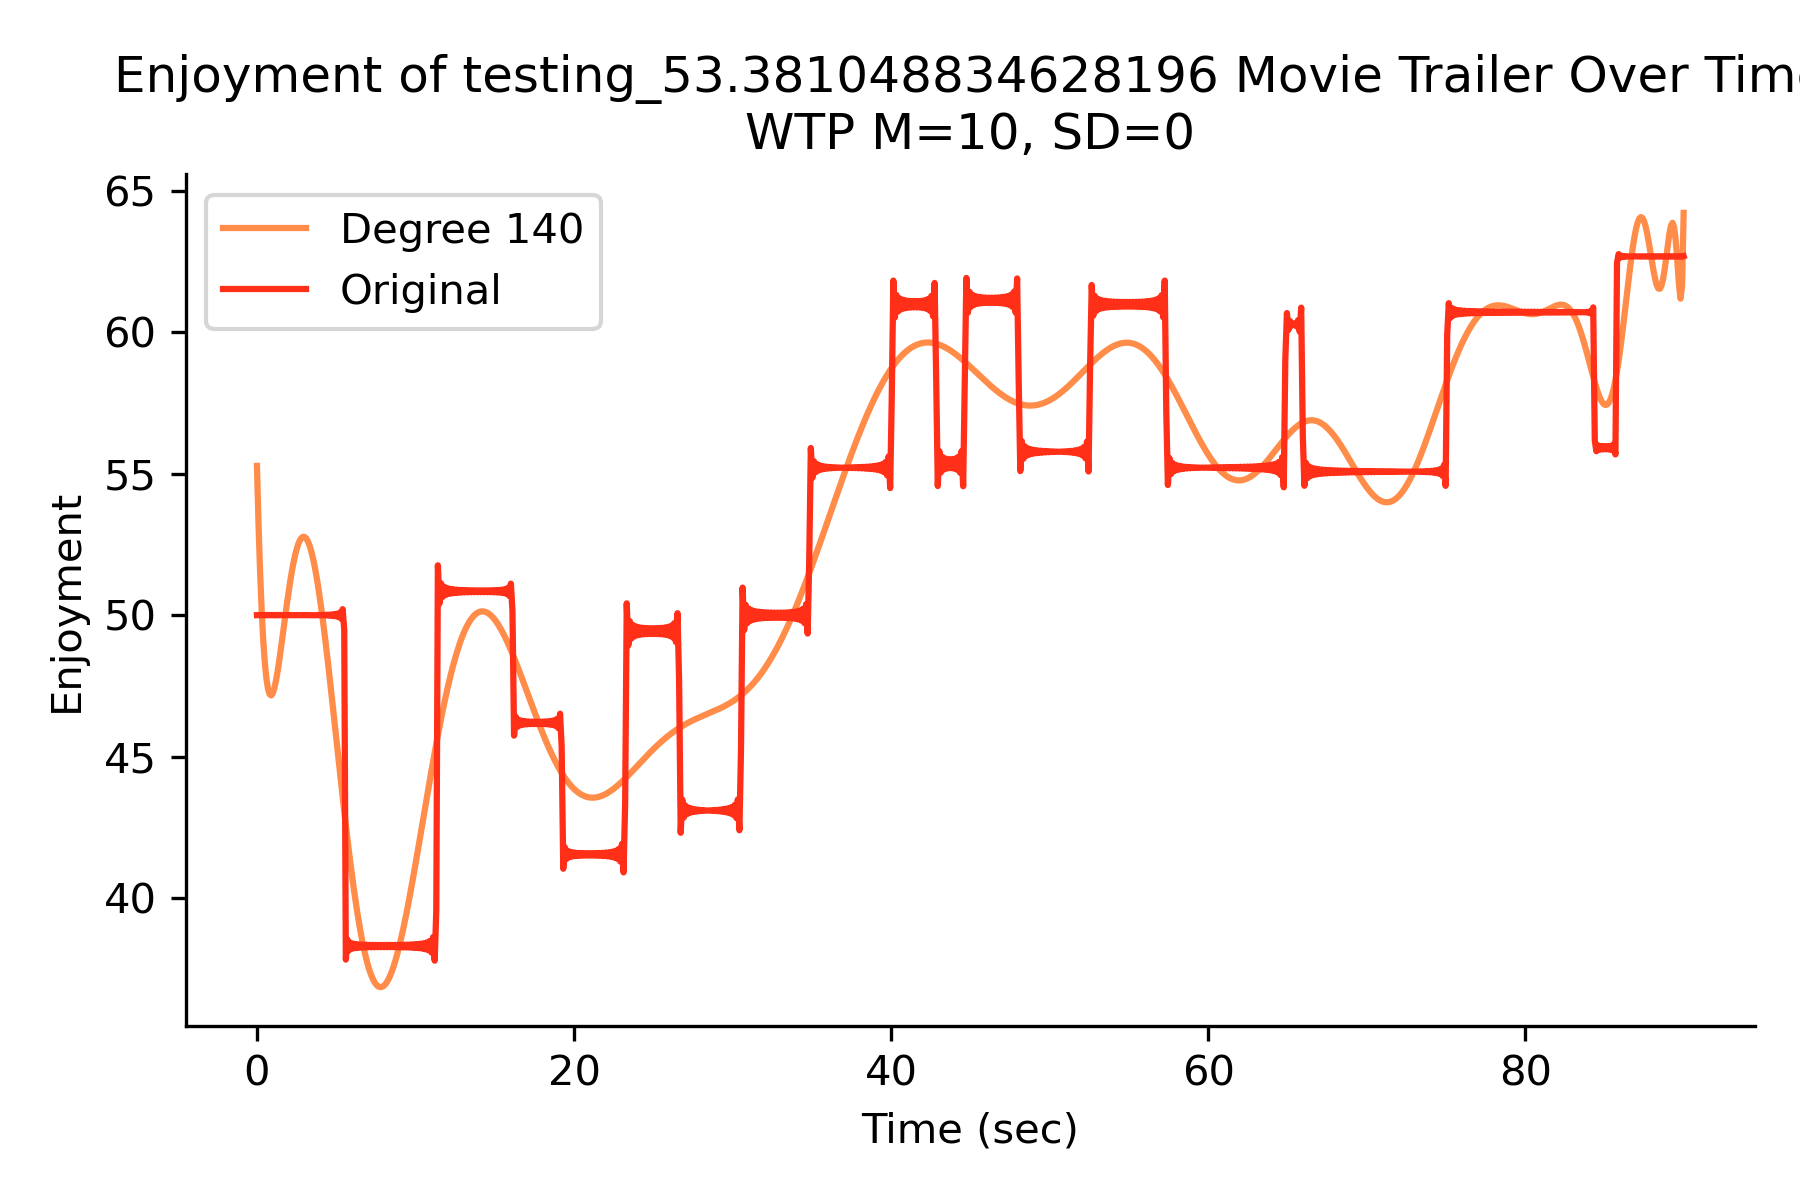 Enjoyment of testing_53.381048834628196 Movie Trailer Over Time
WTP M=10, SD=0
65
60
55
50
45
40
Enjoyment
Degree 140
Original
0 20 40 60 80
Time (sec)